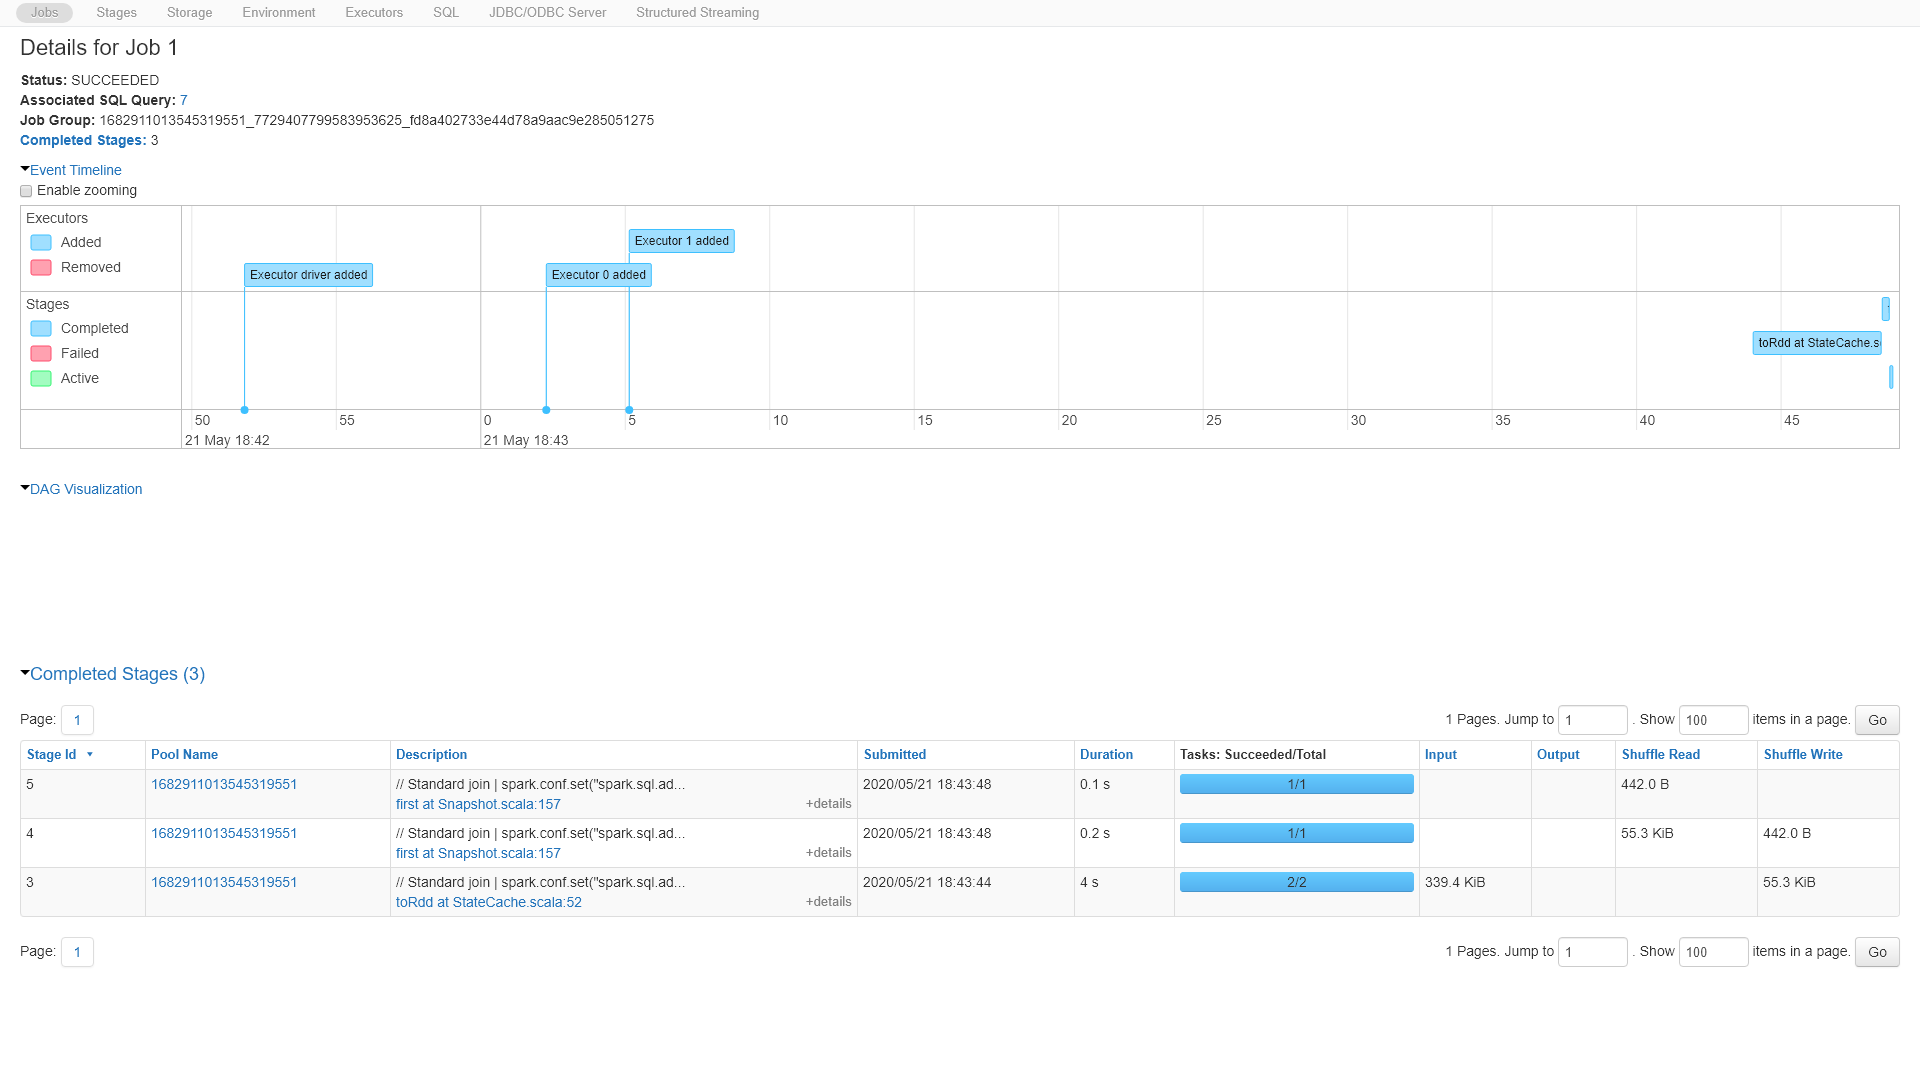 Jobs Stages Storage Environment Executors SQL JDBC/ODBC Server Structured Streaming
Details for Job 1
Status: SUCCEEDED
Associated SQL Query: 7
Job Group: 1682911013545319551_7729407799583953625_fd8a402733e44d78a9aac9e285051275
Completed Stages: 3
Event Timeline
Enable zooming
Executors
Added
Removed
Executor 1 added
Executor driver added
Executor 0 added
Stages
Completed
Failed
Active
toRdd at StateCache.s
50 55 0 5 10 15 20 25 30 35 40 45
21 May 18:42 21 May 18:43
DAG Visualization
Completed Stages (3)
Page: 1 1 Pages. Jump to 1 . Show 100 items in a page. Go
Stage Id Pool Name Description Submitted Duration Tasks: Succeeded/Total Input Output Shuffle Read Shuffle Write
5 1682911013545319551 // Standard join | spark.conf.set("spark.sql.ad... 2020/05/21 18:43:48 0.1 s 1/1 442.0 B
first at Snapshot.scala:157 +details
4 1682911013545319551 // Standard join | spark.conf.set("spark.sql.ad... 2020/05/21 18:43:48 0.2 s 1/1 55.3 KiB 442.0 B
first at Snapshot.scala:157 +details
3 1682911013545319551 // Standard join | spark.conf.set("spark.sql.ad... 2020/05/21 18:43:44 4 s 2/2 339.4 KiB 55.3 KiB
toRdd at StateCache.scala:52 +details
Page: 1 1 Pages. Jump to 1 . Show 100 items in a page. Go